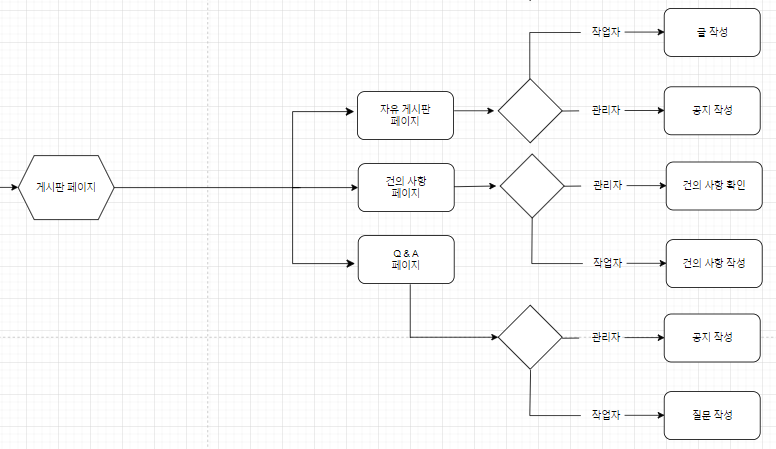 작업자
글 작성
자유 게시판
페이지
관리자
공지 작성
게시판 페이지
건의 사항
페이지
관리자
건의 사항 확인
Q & A
페이지
작업자
건의 사항 작성
관리자
공지 작성
작업자
질문 작성